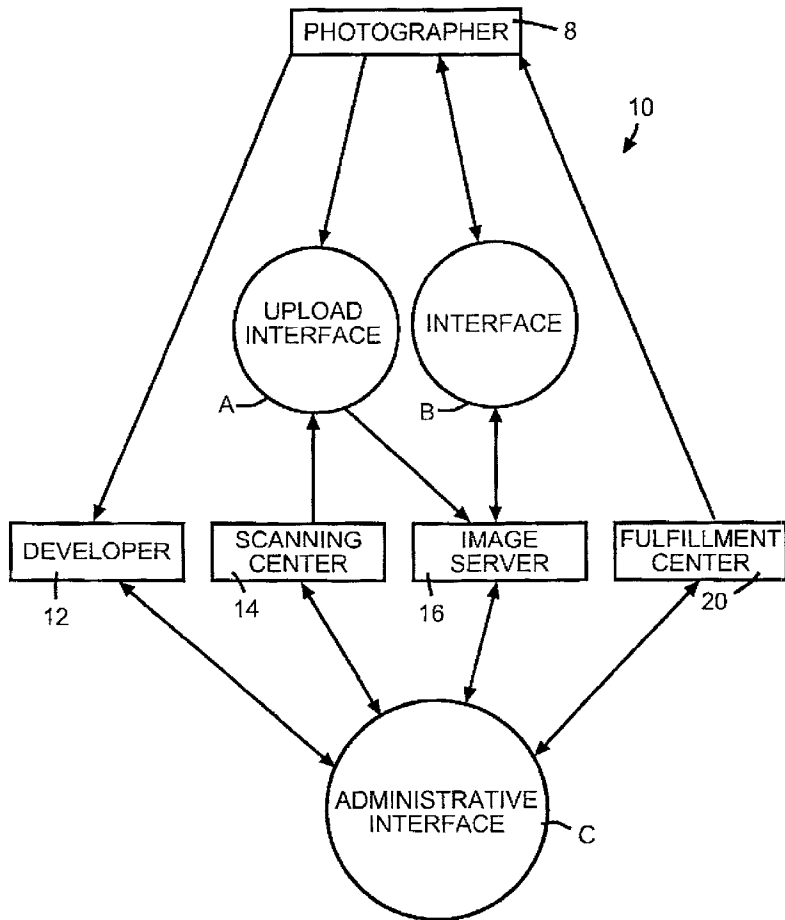 PHOTOGRAPHER
8
10
UPLOAD
INTERFACE
INTERFACE
A
B
DEVELOPER
SCANNING
CENTER
IMAGE
SERVER
FULFILLMENT
CENTER
12
14
16
20
ADMINISTRATIVE
INTERFACE
C